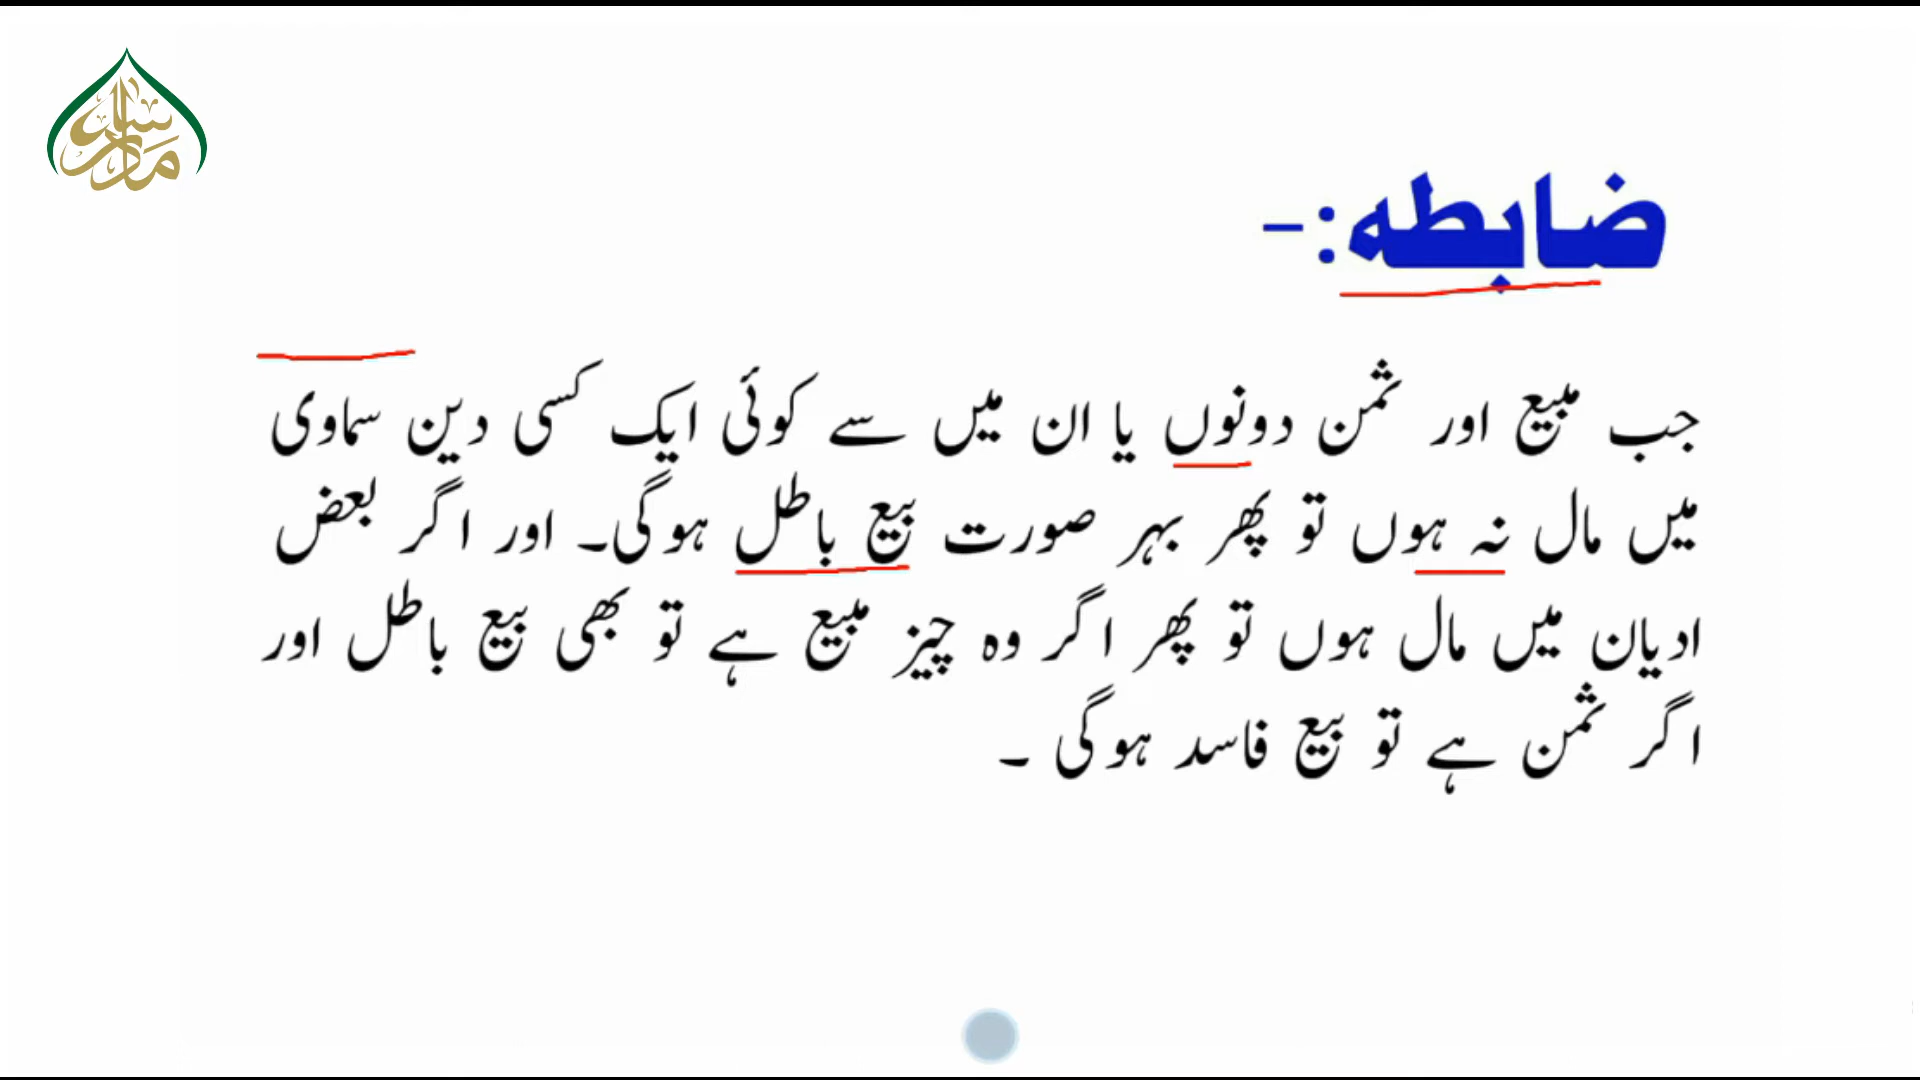 ضابطہ:-
جب مبیع اور ثمن دونوں یا ان میں سے کوئی ایک کسی دین سماوی
میں مال نہ ہوں تو پھر بہر صورت بیع باطل ہوگی۔ اور اگر بعض
ادیان میں مال ہوں تو پھر اگر وہ چیز مبیع ہے تو بھی بیع باطل اور
اگر ثمن ہے تو بیع فاسد ہوگی ۔